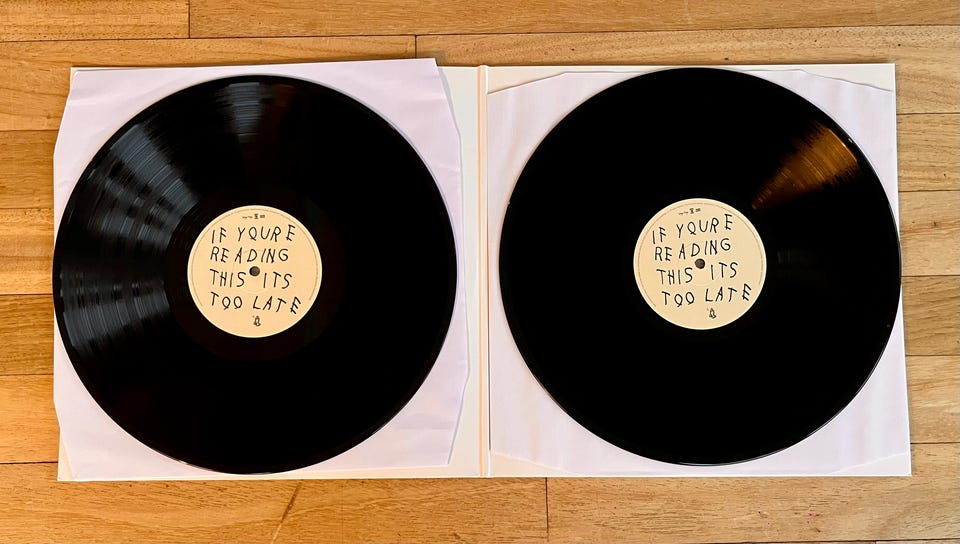 IF YOURE
READING
THIS ITS
TOO LATE
IF YOURE
READING
THIS ITS
TOO LATE